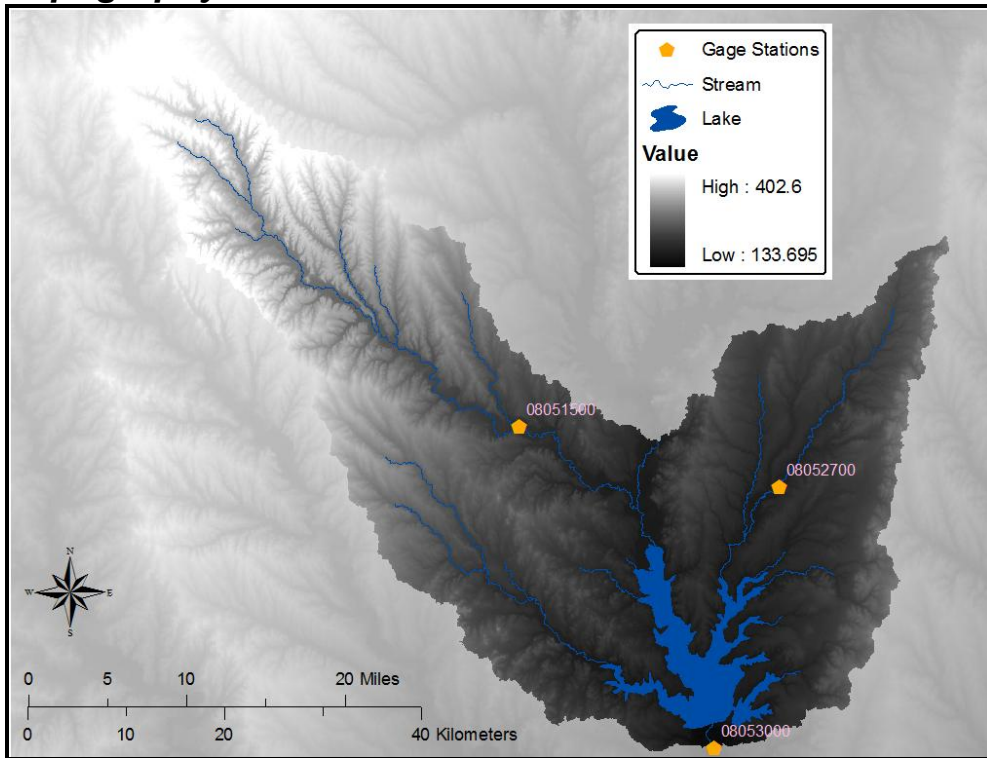 Gage Stations
Stream
Lake
Value
High : 402.6
Low : 133.695
08051500
08052700
08053000
N
W
E
S
0 5 10 20 Miles
0 10 20 40 Kilometers